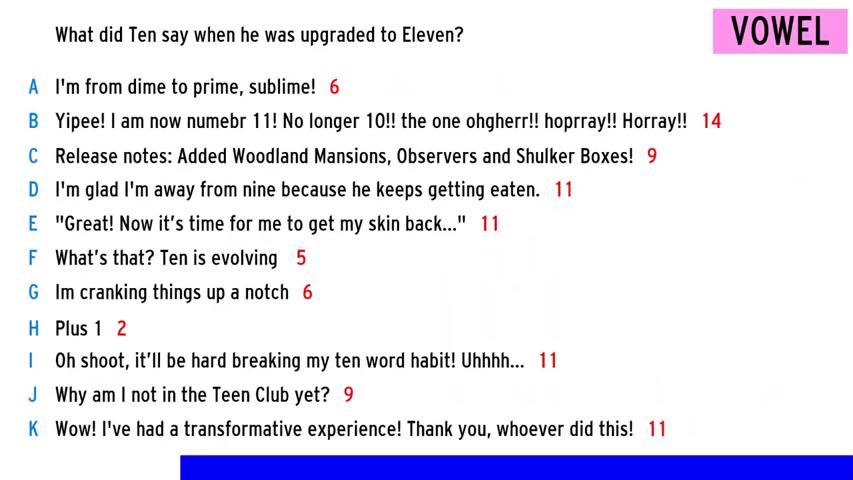 What did Ten say when he was upgraded to Eleven?
VOWEL
A I'm from dime to prime, sublime! 6
B Yipee! I am now numebr 11! No longer 10!! the one ohgherr!! hoprray!! Horray!! 14
C Release notes: Added Woodland Mansions, Observers and Shulker Boxes! 9
D I'm glad I'm away from nine because he keeps getting eaten. 11
E "Great! Now it’s time for me to get my skin back..." 11
F What’s that? Ten is evolving 5
G Im cranking things up a notch 6
H Plus 1 2
I Oh shoot, it’ll be hard breaking my ten word habit! Uhhhh... 11
J Why am I not in the Teen Club yet? 9
K Wow! I've had a transformative experience! Thank you, whoever did this! 11